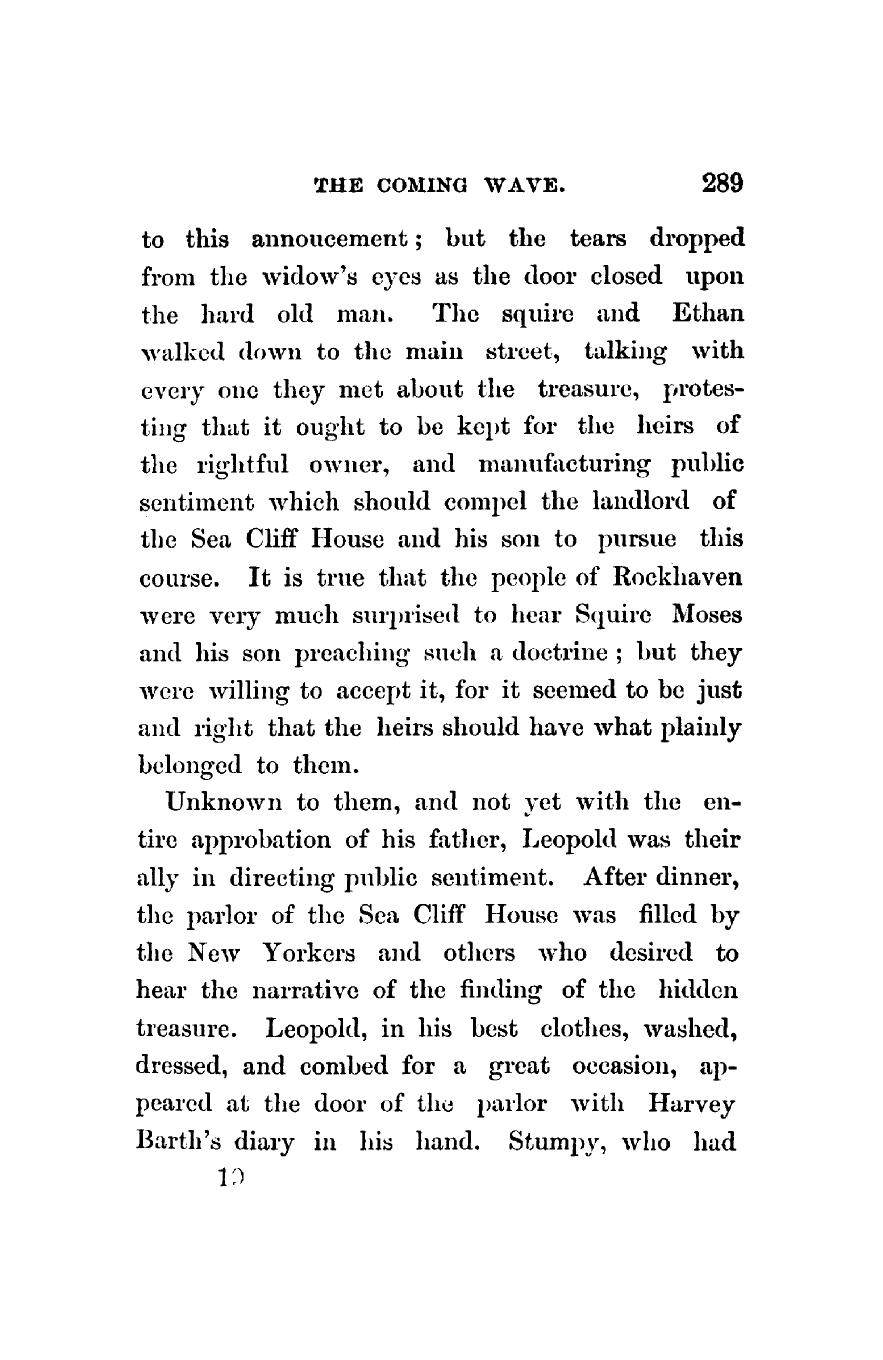 THE COMING WAVE. 289
to this annoucement; but the tears dropped
from the widow's eyes as the door closed upon
the hard old man. The squire and Ethan
walked down to the main street, talking with
every one they met about the treasure, protes-
ting that it ought to be kept for the heirs of
the rightful owner, and manufacturing public
sentiment which should compel the landlord of
the Sea Cliff House and his son to pursue this
course. It is true that the people of Rockhaven
were very much surprised to hear Squire Moses
and his son preaching such a doctrine; but they
were willing to accept it, for it seemed to be just
and right that the heirs should have what plainly
belonged to them.
Unknown to them, and not yet with the en-
tire approbation of his father, Leopold was their
ally in directing public sentiment. After dinner,
the parlor of the Sea Cliff House was filled by
the New Yorkers and others who desired to
hear the narrative of the finding of the hidden
treasure. Leopold, in his best clothes, washed,
dressed, and combed for a great occasion, ap-
peared at the door of the parlor with Harvey
Barth's diary in his hand. Stumpy, who had
19